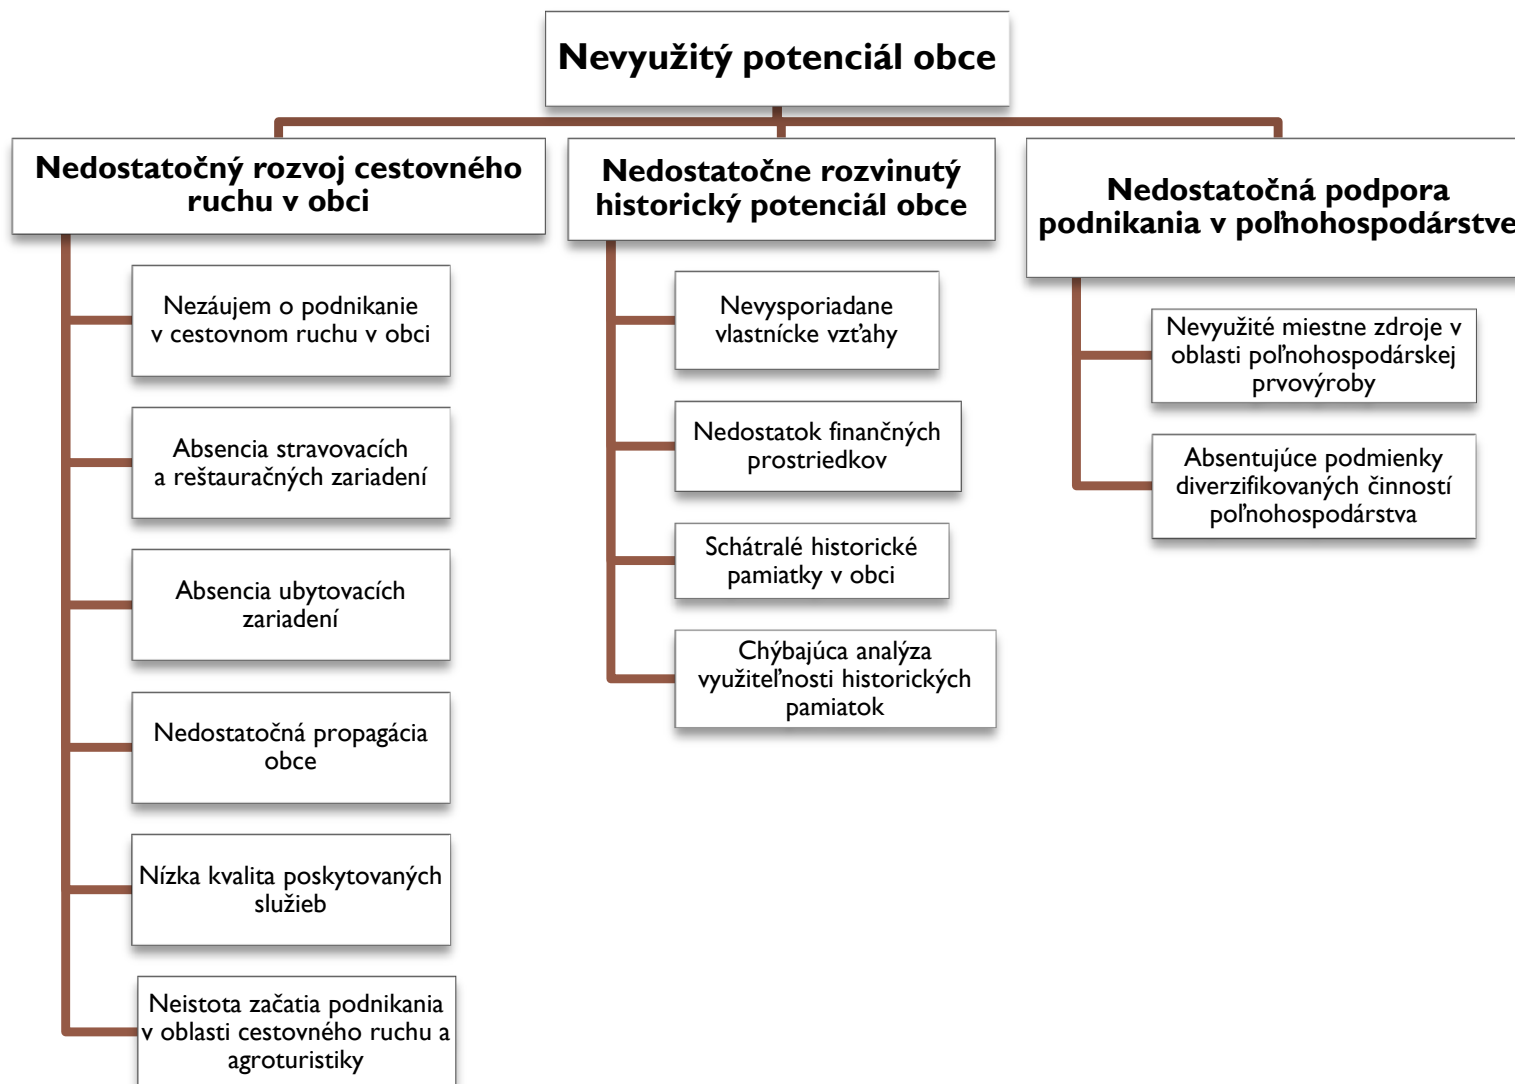 Nevyužitý potenciál obce
Nedostatočný rozvoj cestovného
ruchu v obci
Nezáujem o podnikanie
v cestovnom ruchu v obci
Absencia stravovacích
a reštauračných zariadení
Absencia ubytovacích
zariadení
Nedostatočná propagácia
obce
Nízka kvalita poskytovaných
služieb
Neistota začatia podnikania
v oblasti cestovného ruchu a
agroturistiky
Nedostatočne rozvinutý
historický potenciál obce
Nevysporiadane
vlastnícke vzťahy
Nedostatok finančných
prostriedkov
Schátralé historické
pamiatky v obci
Chýbajúca analýza
využiteľnosti historických
pamiatok
Nedostatočná podpora
podnikania v poľnohospodárstve
Nevyužité miestne zdroje v
oblasti poľnohospodárskej
prvovýroby
Absentujúce podmienky
diverzifikovaných činností
poľnohospodárstva